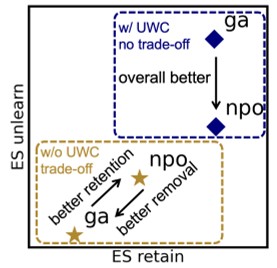 ga
w/ UWC
no trade-off
overall better
npo
w/o UWC
trade-off
better retention
npo
better removal
ga
ES unlearn
ES retain